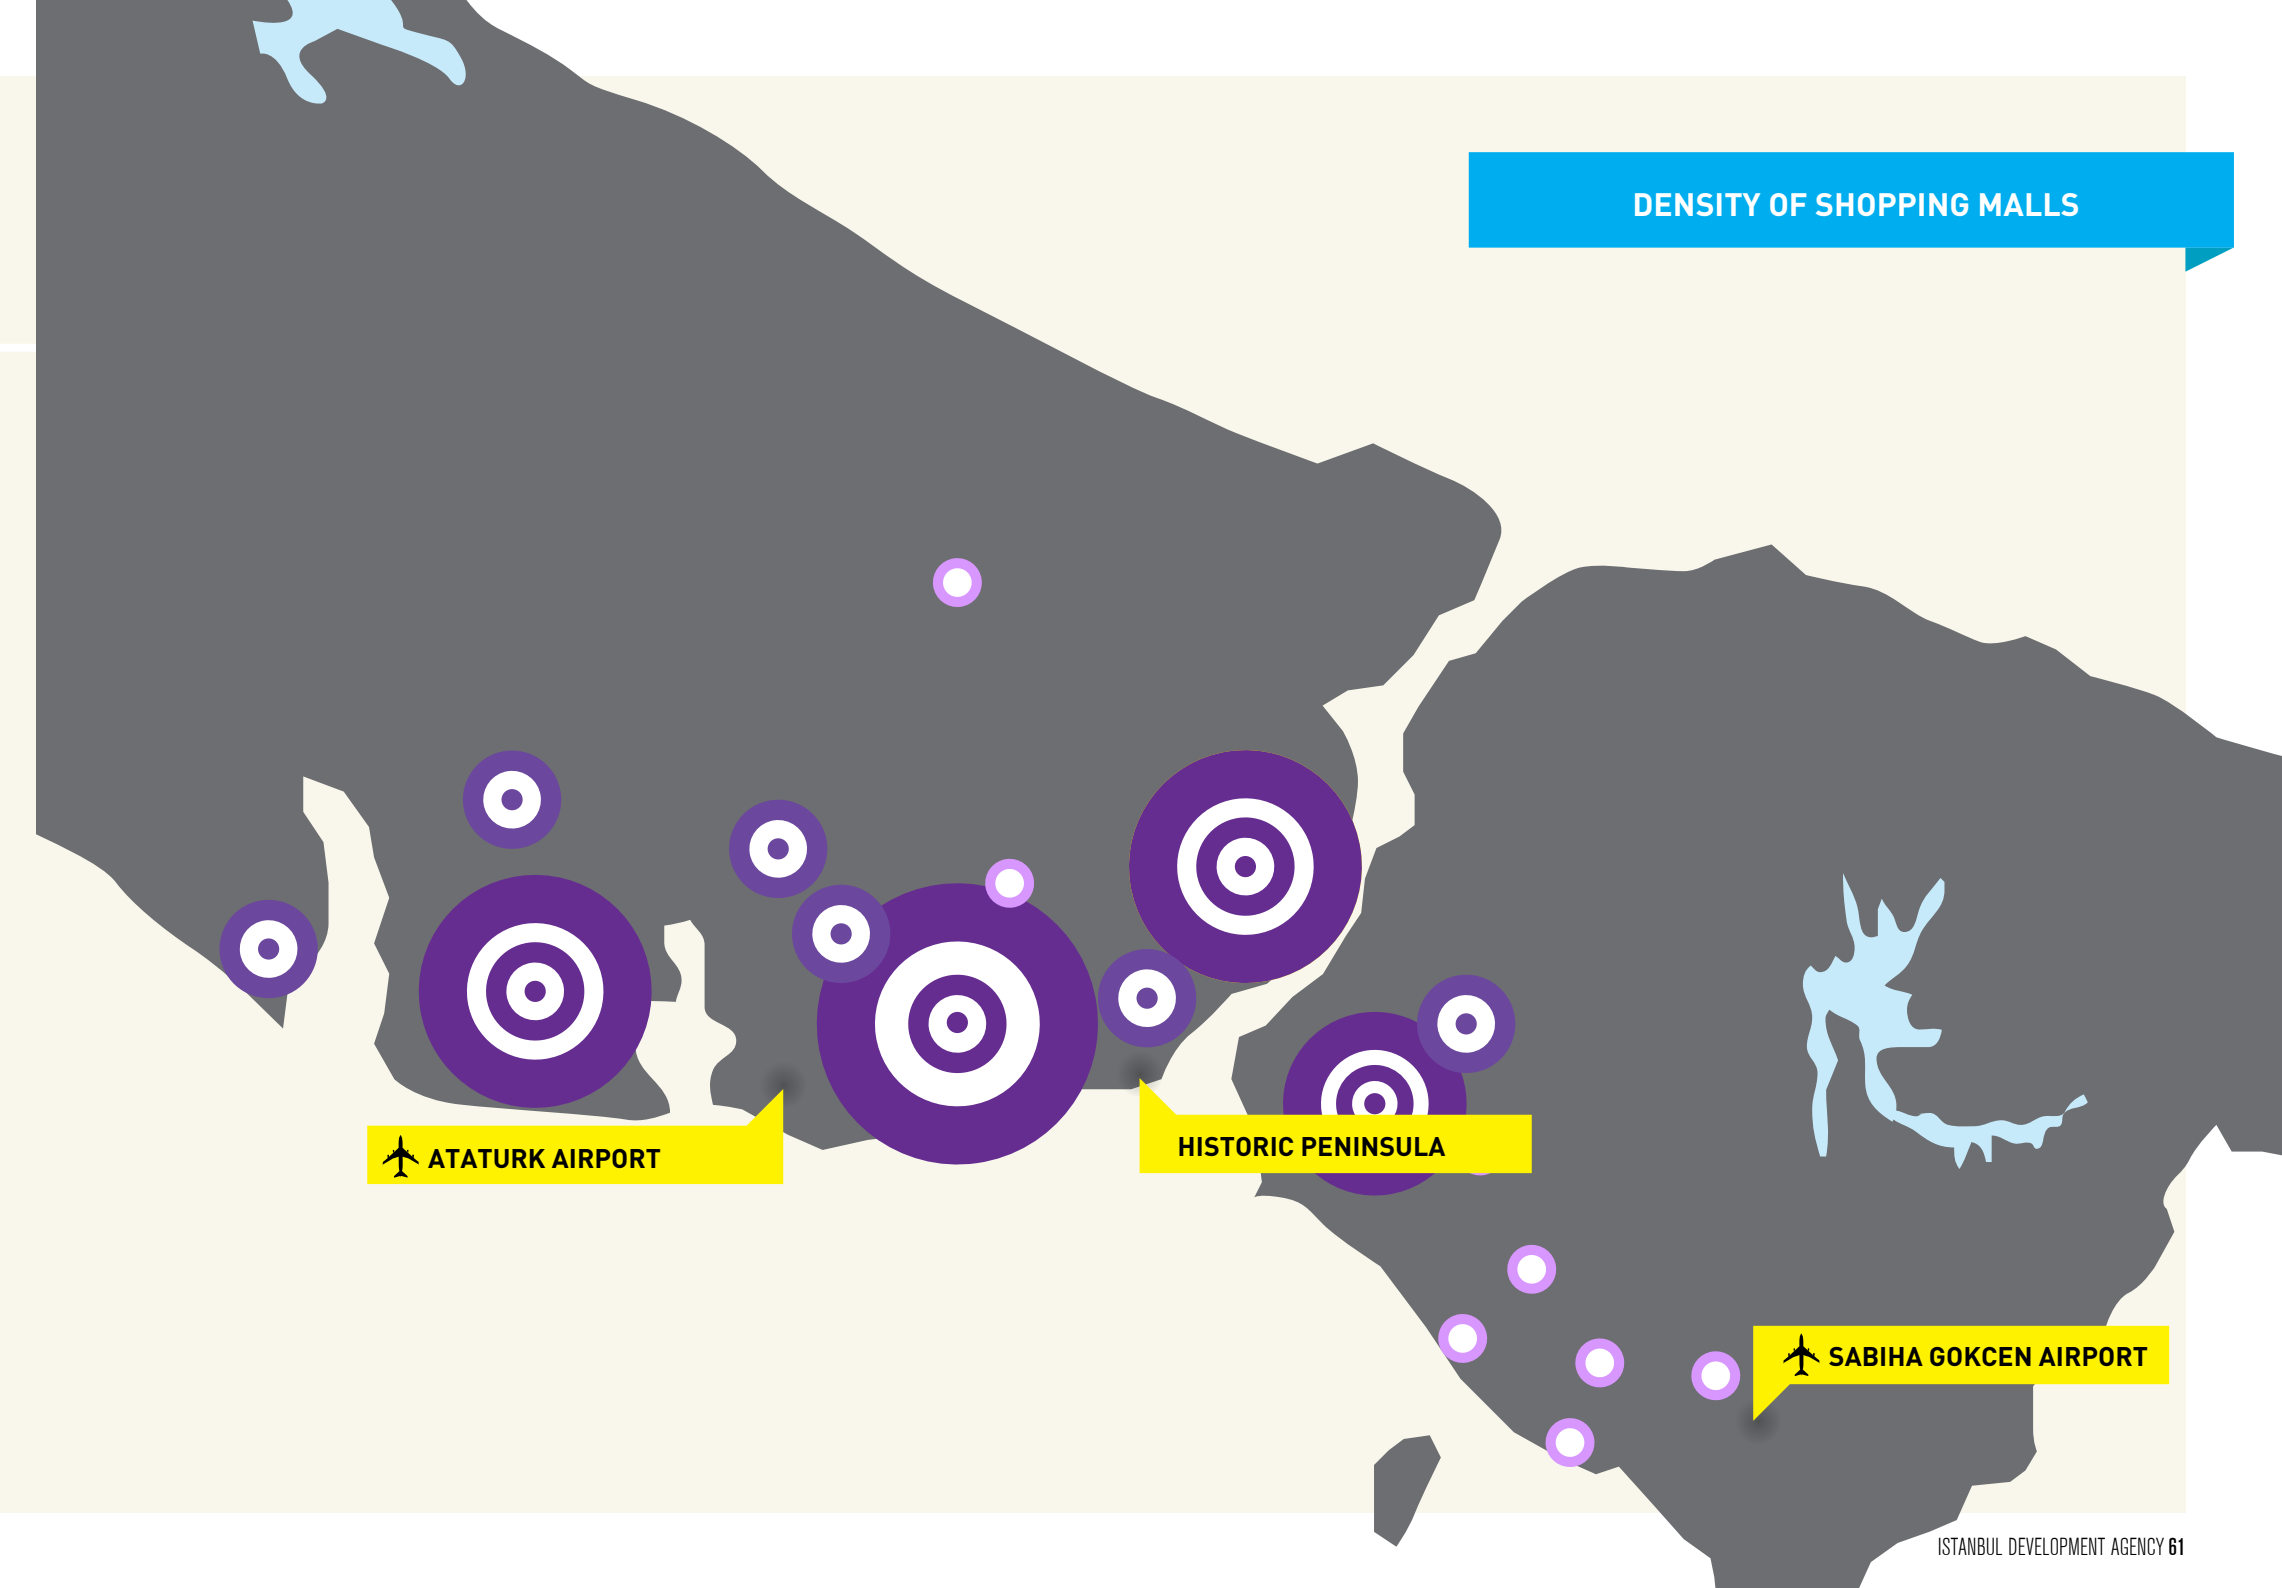 DENSITY OF SHOPPING MALLS
ATATURK AIRPORT
HISTORIC PENINSULA
SABIHA GOKCEN AIRPORT
ISTANBUL DEVELOPMENT AGENCY 61